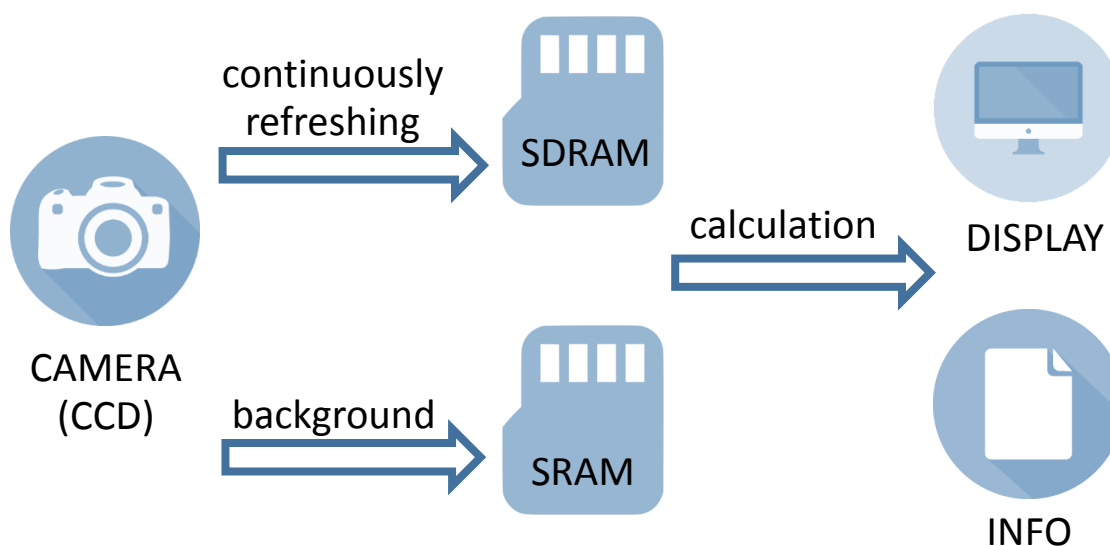 continuously
refreshing
SDRAM
CAMERA
(CCD)
background
SRAM
calculation
DISPLAY
INFO